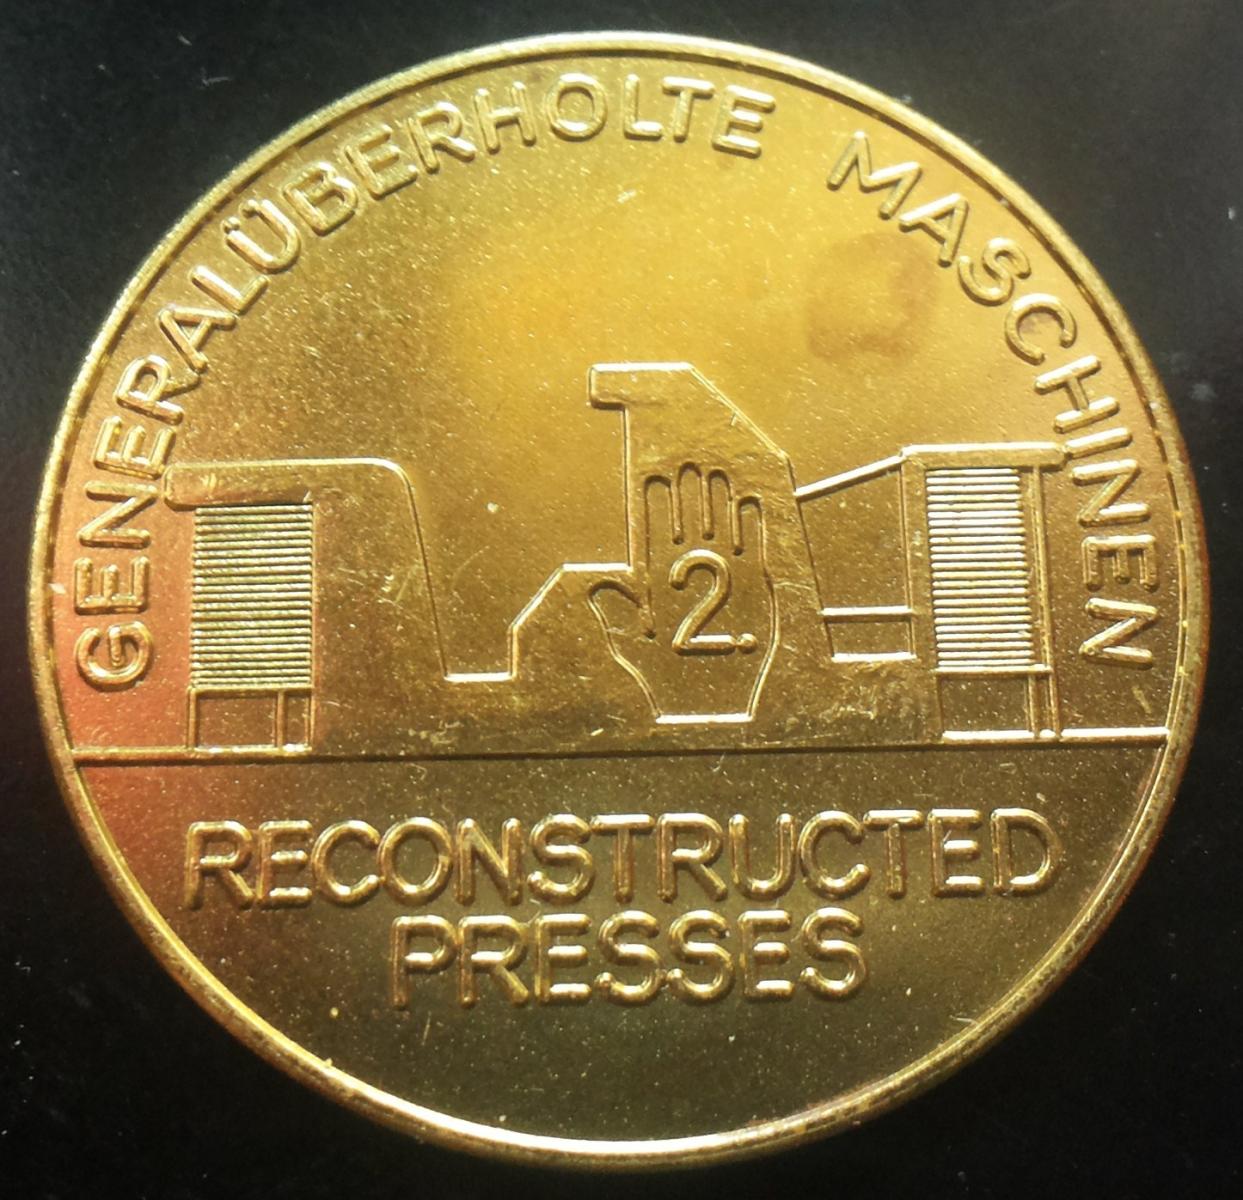 GENERALÜBERHOLTE MASCHINEN
2.
RECONSTRUCTED
PRESSES